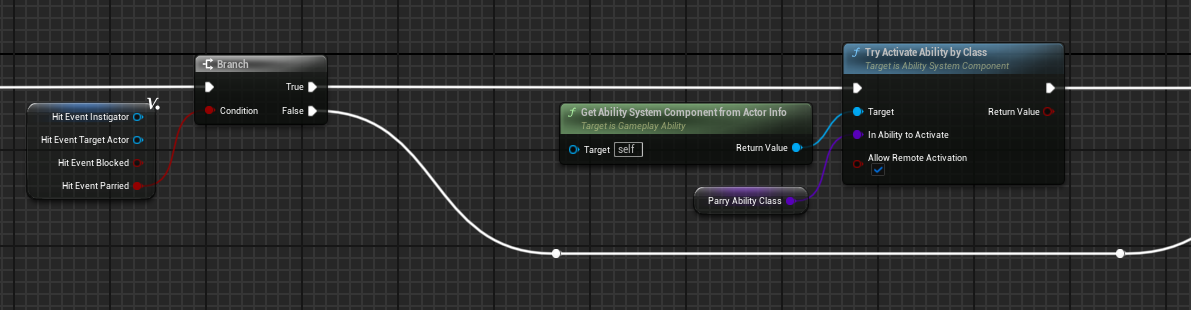 Branch
True
Condition
False
v.
Hit Event Instigator
Hit Event Target Actor
Hit Event Blocked
Hit Event Parried
f Get Ability System Component from Actor Info
Target is Gameplay Ability
Target self
Return Value
Parry Ability Class
f Try Activate Ability by Class
Target is Ability System Component
Target
Return Value
In Ability to Activate
Allow Remote Activation